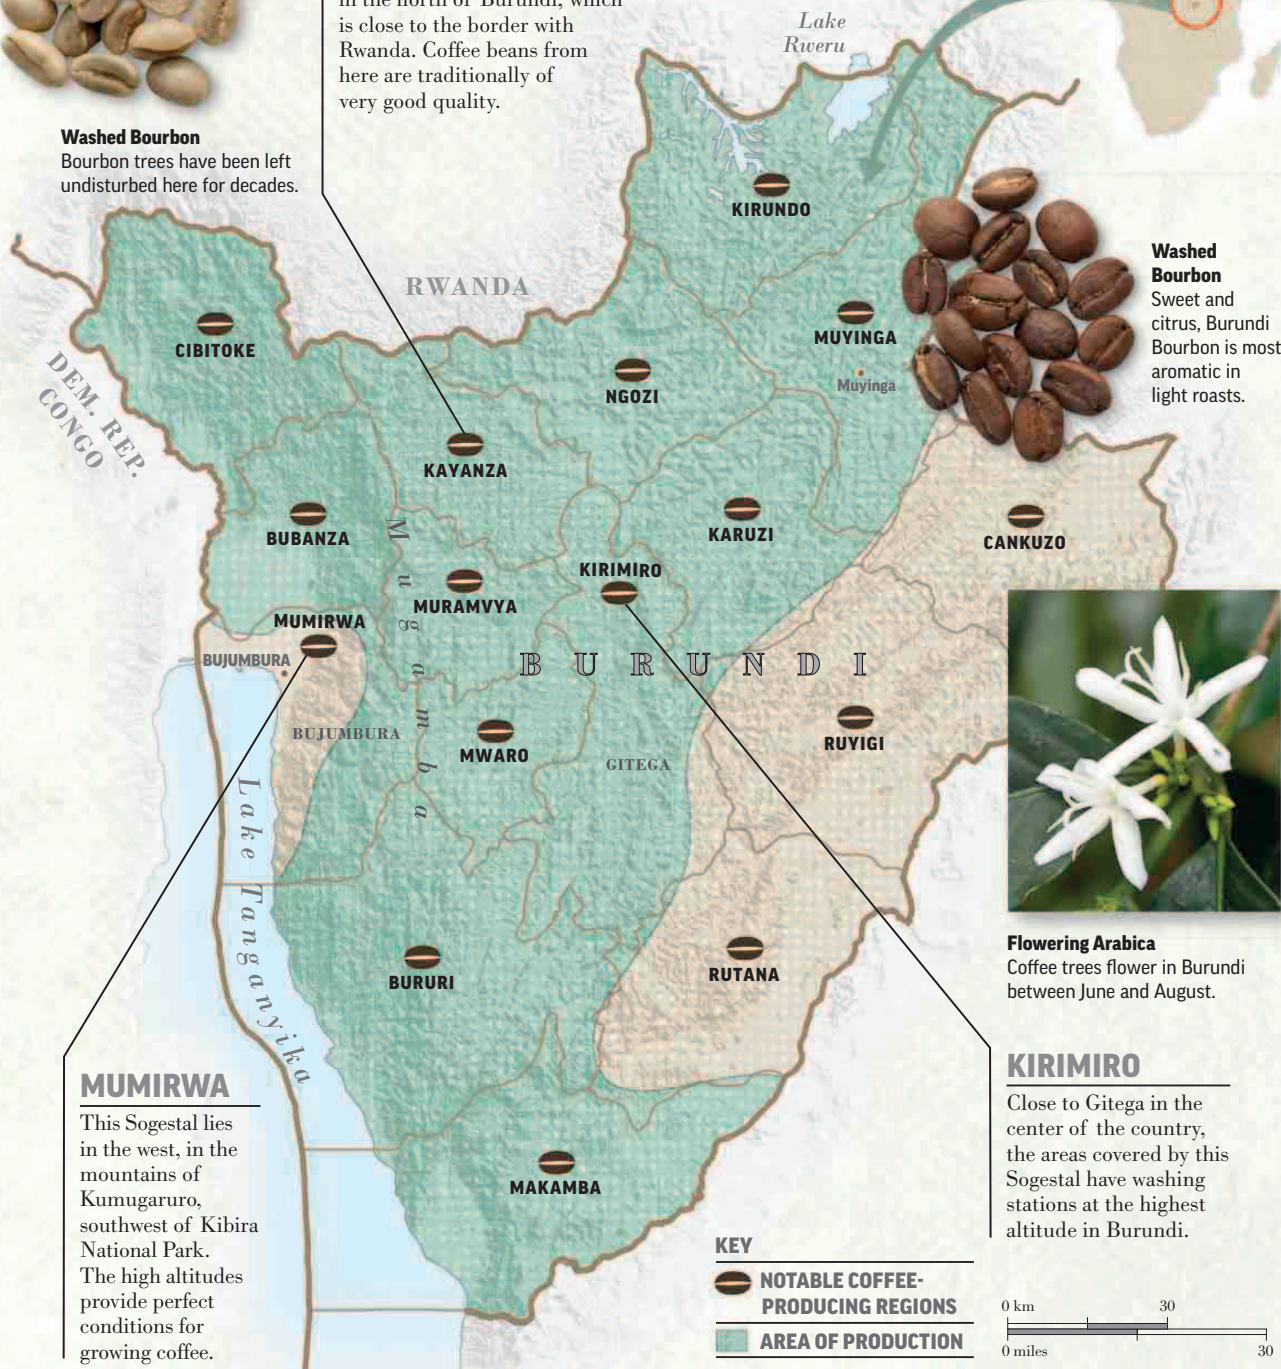 in the north of Burundi, which
is close to the border with
Rwanda. Coffee beans from
here are traditionally of
very good quality.
Lake
Rweru
Washed Bourbon
Bourbon trees have been left
undisturbed here for decades.
KIRUNDO
Washed
Bourbon
Sweet and
citrus, Burundi
Bourbon is most
aromatic in
light roasts.
RWANDA
CIBITOKE
MUYINGA
Muyinga
NGOZI
DEM. REP.
CONGO
KAYANZA
BUBANZA
KARUZI
CANKUZO
KIRIMIRO
MURAMVYA
Mugamba
MUMIRWA
BUJUMBURA
BURUNDI
BUJUMBURA
MWARO
GITEGA
RUYIGI
Lake Tanganyika
Flowering Arabica
Coffee trees flower in Burundi
between June and August.
BURURI
RUTANA
MUMIRWA
This Sogestal lies
in the west, in the
mountains of
Kumugaruro,
southwest of Kibira
National Park.
The high altitudes
provide perfect
conditions for
growing coffee.
KIRIMIRO
Close to Gitega in the
center of the country,
the areas covered by this
Sogestal have washing
stations at the highest
altitude in Burundi.
MAKAMBA
KEY
NOTABLE COFFEE-
PRODUCING REGIONS
AREA OF PRODUCTION
0 km 30
0 miles 30